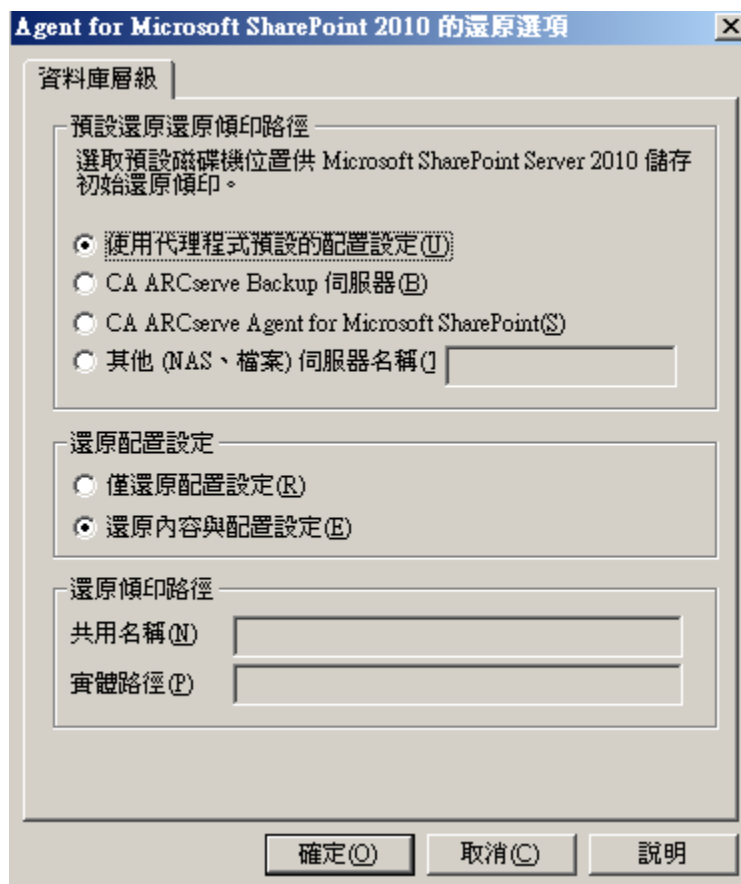 Agent for Microsoft SharePoint 2010 的還原選項
資料庫層級
預設還原還原傾印路徑
選取預設磁碟機位置供 Microsoft SharePoint Server 2010 儲存
初始還原傾印。
使用代理程式預設的配置設定(U)
CA ARCserve Backup 伺服器(B)
CA ARCserve Agent for Microsoft SharePoint(S)
其他 (NAS、檔案) 伺服器名稱(]
還原配置設定
僅還原配置設定(R)
還原內容與配置設定(E)
還原傾印路徑
共用名稱(N)
實體路徑(P)
確定(O)
取消(C)
說明